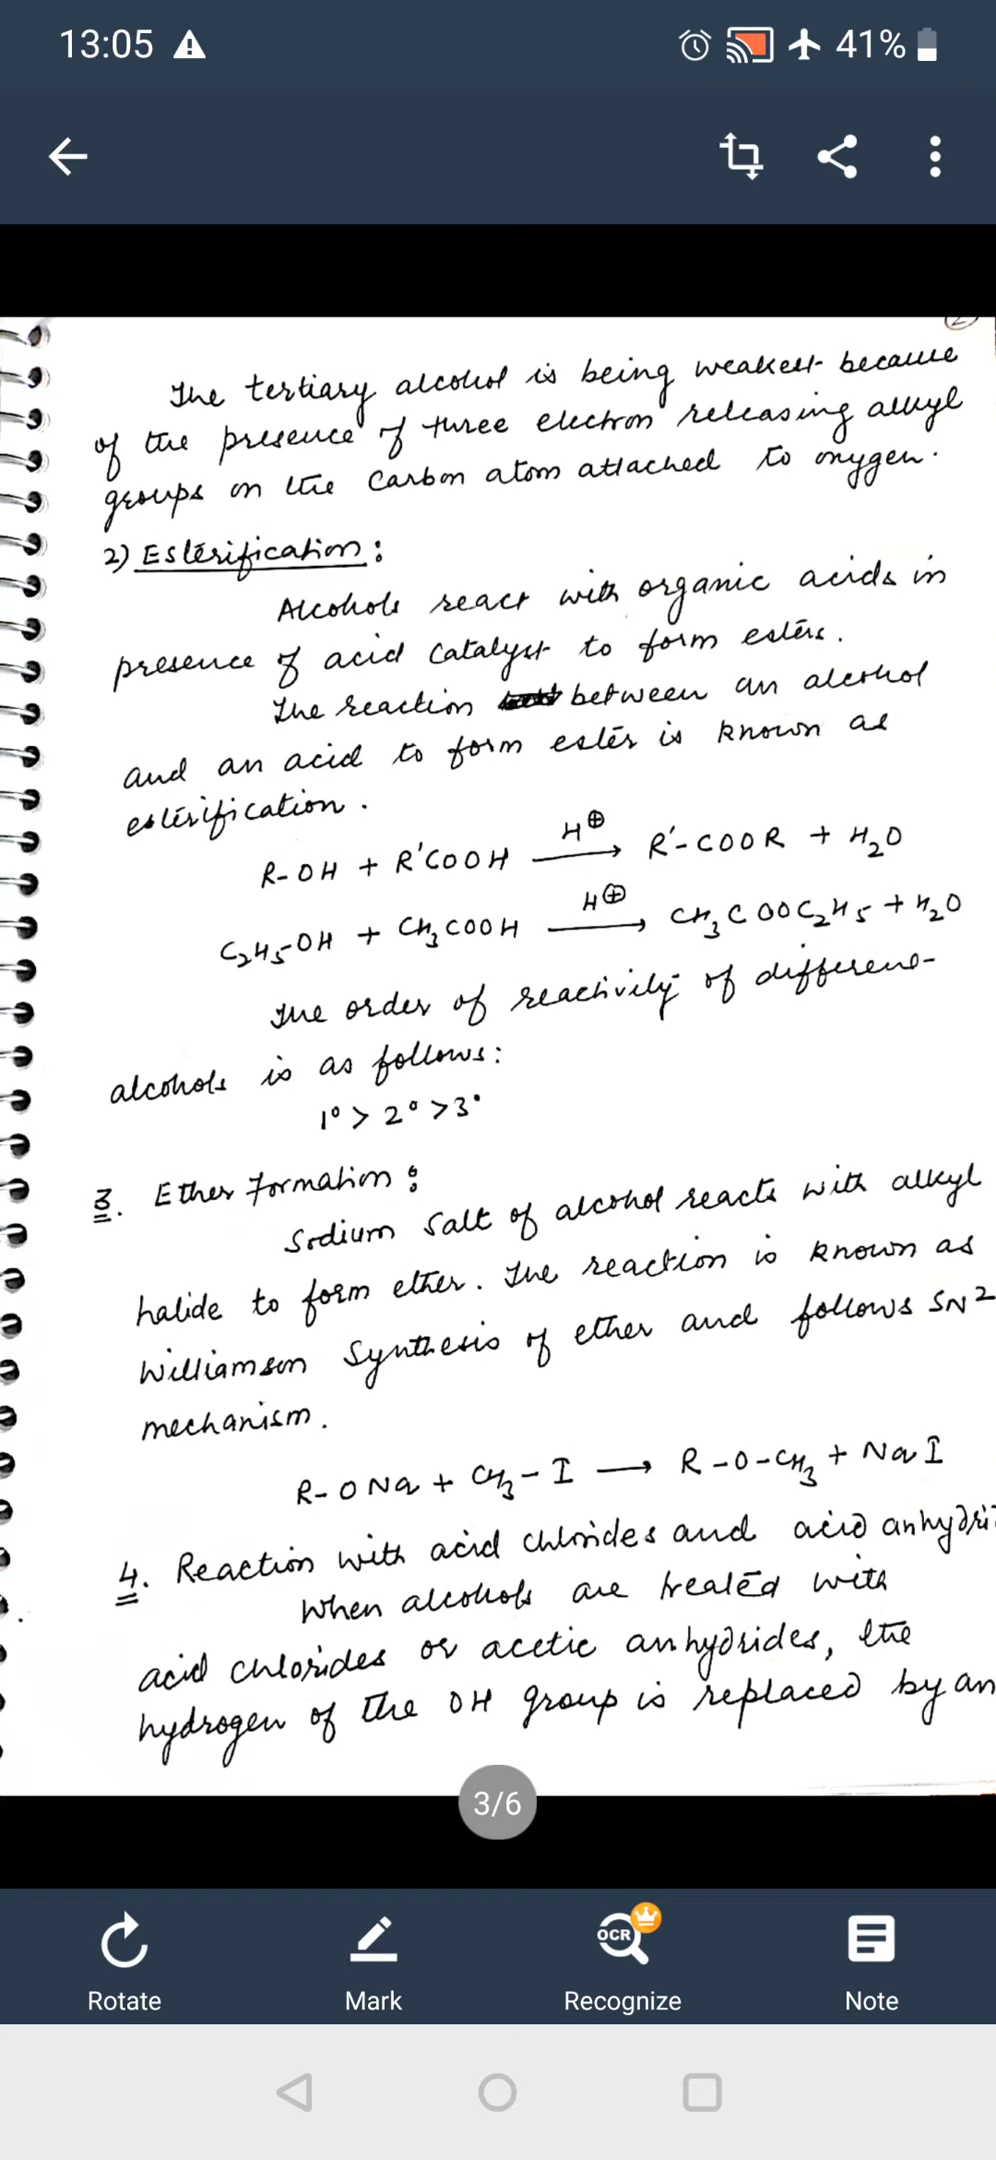 13:05
41%
The tertiary alcohol is being weakest because
of the presence of three electron releasing alkyl
groups on the carbon atom attached to oxygen.
2) Esterification:
Alcohols react with organic acids in
presence of acid catalyst to form esters.
The reaction between an alcohol
and an acid to form ester is known as
esterification.
R-OH + R'COOH —H⊕→ R'-COOR + H₂O
C₂H₅-OH + CH₃COOH —H⊕→ CH₃COOC₂H₅ + H₂O
The order of reactivity of different
alcohols is as follows:
1° > 2° > 3°
3. Ether Formation:
Sodium salt of alcohol reacts with alkyl
halide to form ether. The reaction is known as
Williamson Synthesis of ether and follows SN²
mechanism.
R-ONa + CH₃-I → R-O-CH₃ + NaI
4. Reaction with acid chlorides and acid anhydri
When alcohols are treated with
acid chlorides or acetic anhydrides, the
hydrogen of the OH group is replaced by an
3/6
OCR
Rotate Mark Recognize Note